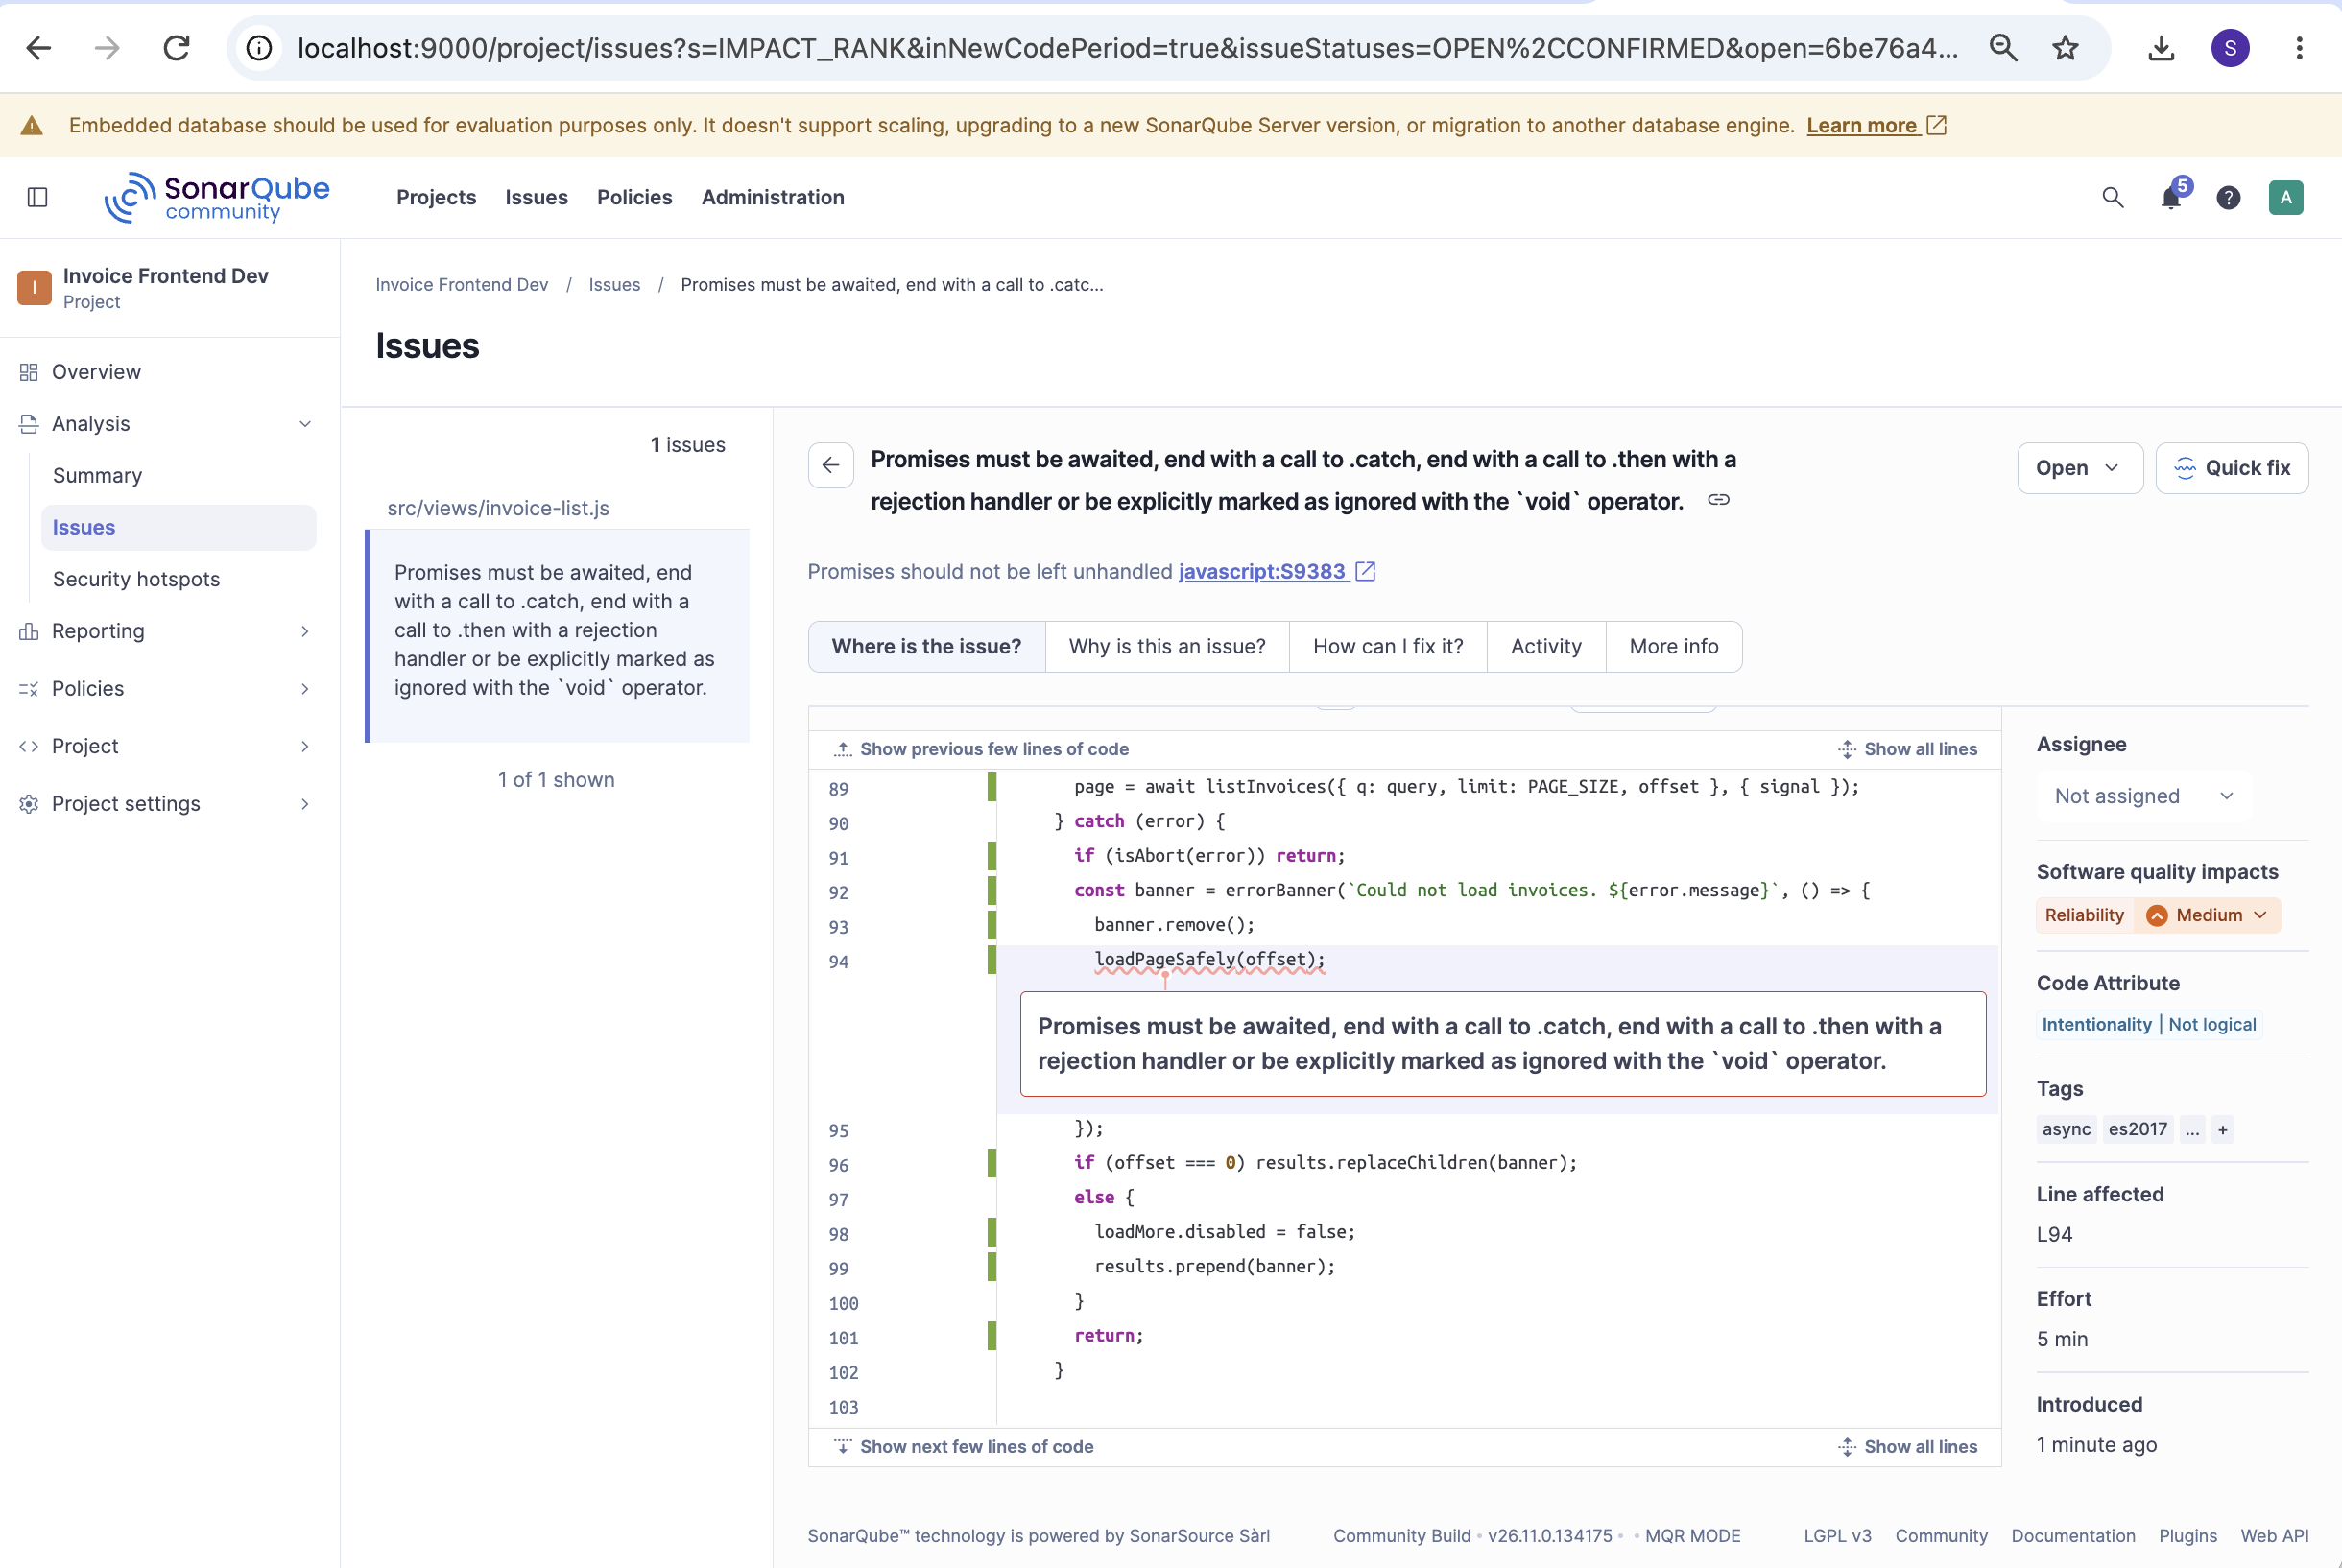 localhost:9000/project/issues?s=IMPACT_RANK&inNewCodePeriod=true&issueStatuses=OPEN%2CCONFIRMED&open=6be76a4...
S
Embedded database should be used for evaluation purposes only. It doesn't support scaling, upgrading to a new SonarQube Server version, or migration to another database engine. Learn more
SonarQube
community
Projects
Issues
Policies
Administration
5
?
A
I
Invoice Frontend Dev
Project
Overview
Analysis
Summary
Issues
Security hotspots
Reporting
Policies
Project
Project settings
Invoice Frontend Dev / Issues / Promises must be awaited, end with a call to .catc...
Issues
1 issues
src/views/invoice-list.js
Promises must be awaited, end
with a call to .catch, end with a
call to .then with a rejection
handler or be explicitly marked as
ignored with the `void` operator.
1 of 1 shown
Promises must be awaited, end with a call to .catch, end with a call to .then with a
rejection handler or be explicitly marked as ignored with the `void` operator.
Open
Quick fix
Promises should not be left unhandled javascript:S9383
Where is the issue?
Why is this an issue?
How can I fix it?
Activity
More info
Show previous few lines of code
Show all lines
89 page = await listInvoices({ q: query, limit: PAGE_SIZE, offset }, { signal });
90 } catch (error) {
91 if (isAbort(error)) return;
92 const banner = errorBanner(`Could not load invoices. ${error.message}`, () => {
93 banner.remove();
94 loadPageSafely(offset);
Promises must be awaited, end with a call to .catch, end with a call to .then with a
rejection handler or be explicitly marked as ignored with the `void` operator.
95 });
96 if (offset === 0) results.replaceChildren(banner);
97 else {
98 loadMore.disabled = false;
99 results.prepend(banner);
100 }
101 return;
102 }
103
Show next few lines of code
Show all lines
Assignee
Not assigned
Software quality impacts
Reliability Medium
Code Attribute
Intentionality | Not logical
Tags
async es2017 ... +
Line affected
L94
Effort
5 min
Introduced
1 minute ago
SonarQube™ technology is powered by SonarSource Sàrl
Community Build • v26.11.0.134175 • • MQR MODE
LGPL v3
Community
Documentation
Plugins
Web API